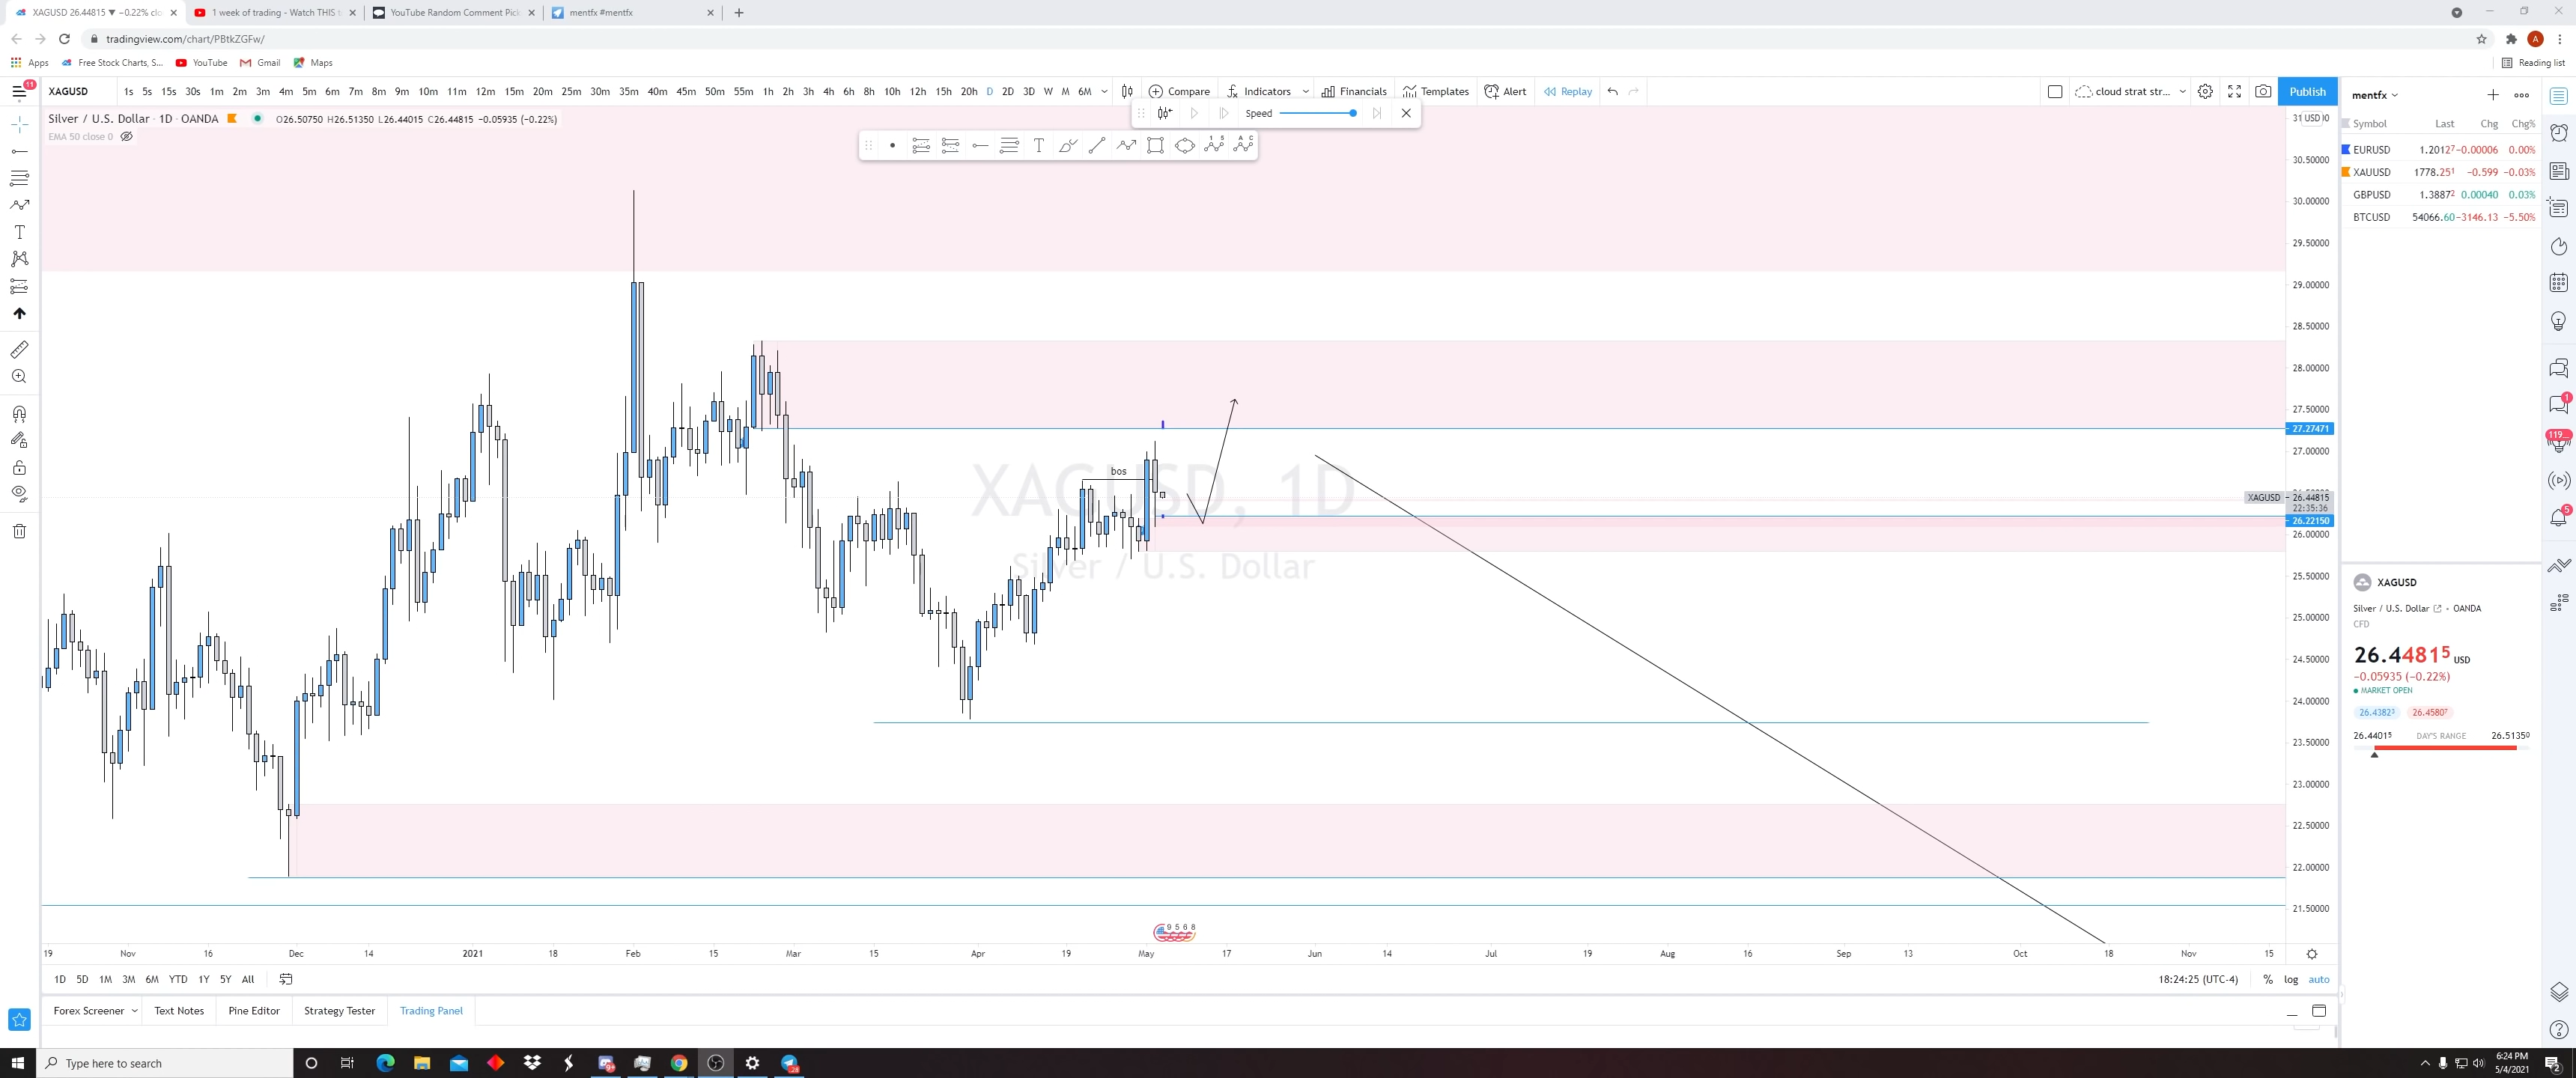 XAGUSD 26.44815 ▼ −0.22% clo
1 week of trading - Watch THIS t
YouTube Random Comment Pick
mentfx #mentfx
tradingview.com/chart/PBtkZGFw/
Apps Free Stock Charts, S... YouTube Gmail Maps
Reading list
11
XAGUSD 1s 5s 15s 30s 1m 2m 3m 4m 5m 6m 7m 8m 9m 10m 11m 12m 15m 20m 25m 30m 35m 40m 45m 50m 55m 1h 2h 3h 4h 6h 8h 10h 12h 15h 20h D 2D 3D W M 6M Compare Indicators Financials Templates Alert Replay cloud strat str... Publish
Speed
Silver / U.S. Dollar · 1D · OANDA O26.50750 H26.51350 L26.44015 C26.44815 −0.05935 (−0.22%)
EMA 50 close 0
USD
30.50000
30.00000
29.50000
29.00000
28.50000
28.00000
27.50000
27.27471
27.00000
XAGUSD 26.44815
22:35:36
26.22150
26.00000
25.50000
25.00000
24.50000
24.00000
23.50000
23.00000
22.50000
22.00000
21.50000
bos
XAGUSD, 1D
Silver / U.S. Dollar
9 5 6 8
19 Nov 16 Dec 14 2021 18 Feb 15 Mar 15 Apr 19 May 17 Jun 14 Jul 19 Aug 16 Sep 13 Oct 18 Nov 15
1D 5D 1M 3M 6M YTD 1Y 5Y All
18:24:25 (UTC-4) % log auto
Forex Screener Text Notes Pine Editor Strategy Tester Trading Panel
mentfx
Symbol Last Chg Chg%
EURUSD 1.20127 −0.00006 0.00%
XAUUSD 1778.251 −0.599 −0.03%
GBPUSD 1.38872 0.00040 0.03%
BTCUSD 54066.60 −3146.13 −5.50%
XAGUSD
Silver / U.S. Dollar • OANDA
CFD
26.44815 USD
−0.05935 (−0.22%)
MARKET OPEN
26.43823 26.45807
26.44015 DAY'S RANGE 26.51350
1
119...
5
Type here to search
6:24 PM
5/4/2021